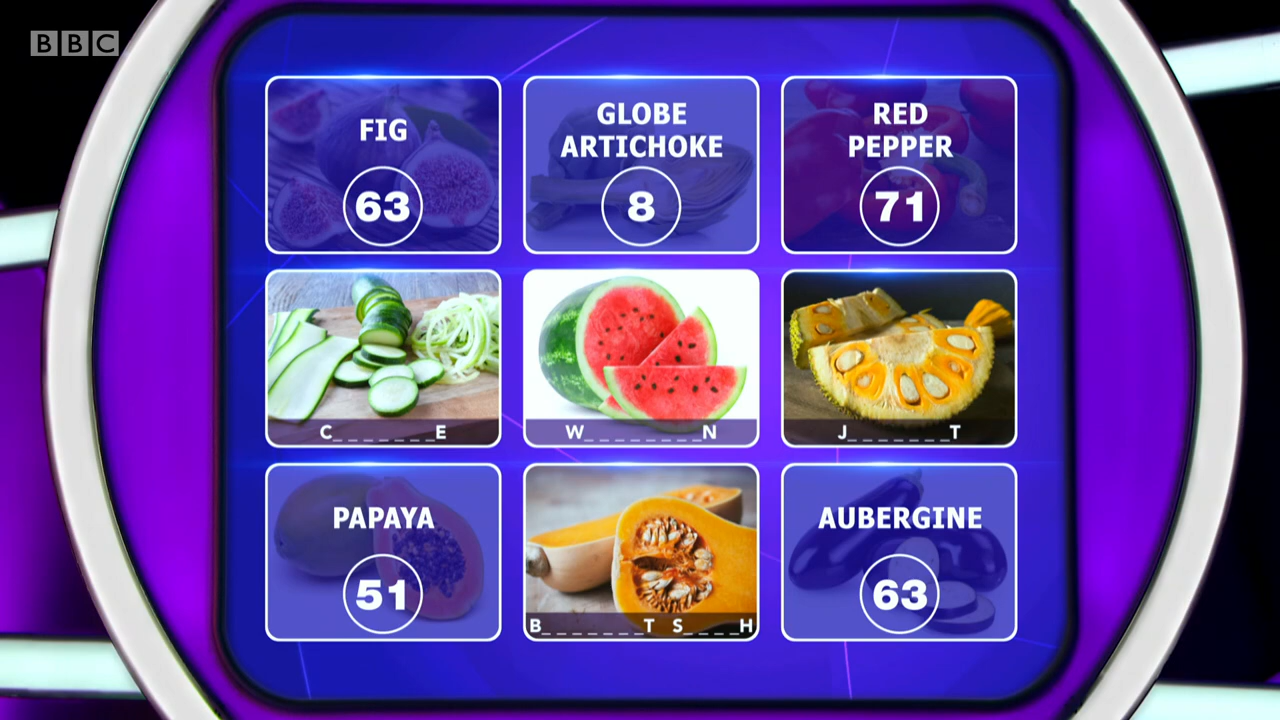 BBC
FIG
63
GLOBE
ARTICHOKE
8
RED
PEPPER
71
C_ _ _ _ _ _ _E
W_ _ _ _ _ _ _ _N
J_ _ _ _ _ _T
PAPAYA
51
B_ _ _ _ _ _ _T S_ _ _ _H
AUBERGINE
63